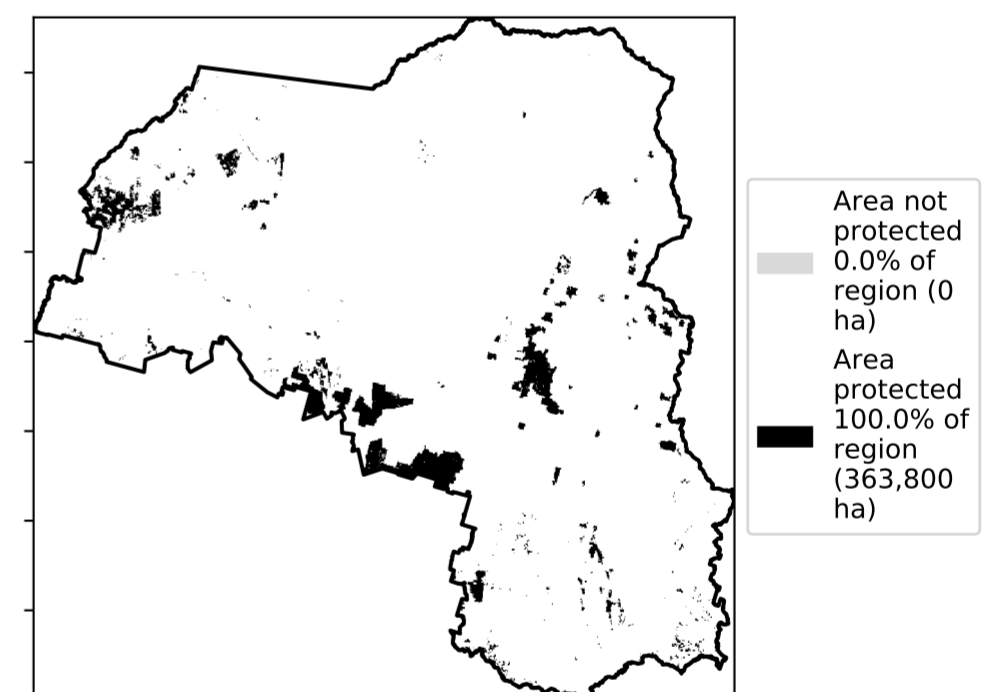 Area not
protected
0.0% of
region (0
ha)
Area
protected
100.0% of
region
(363,800
ha)